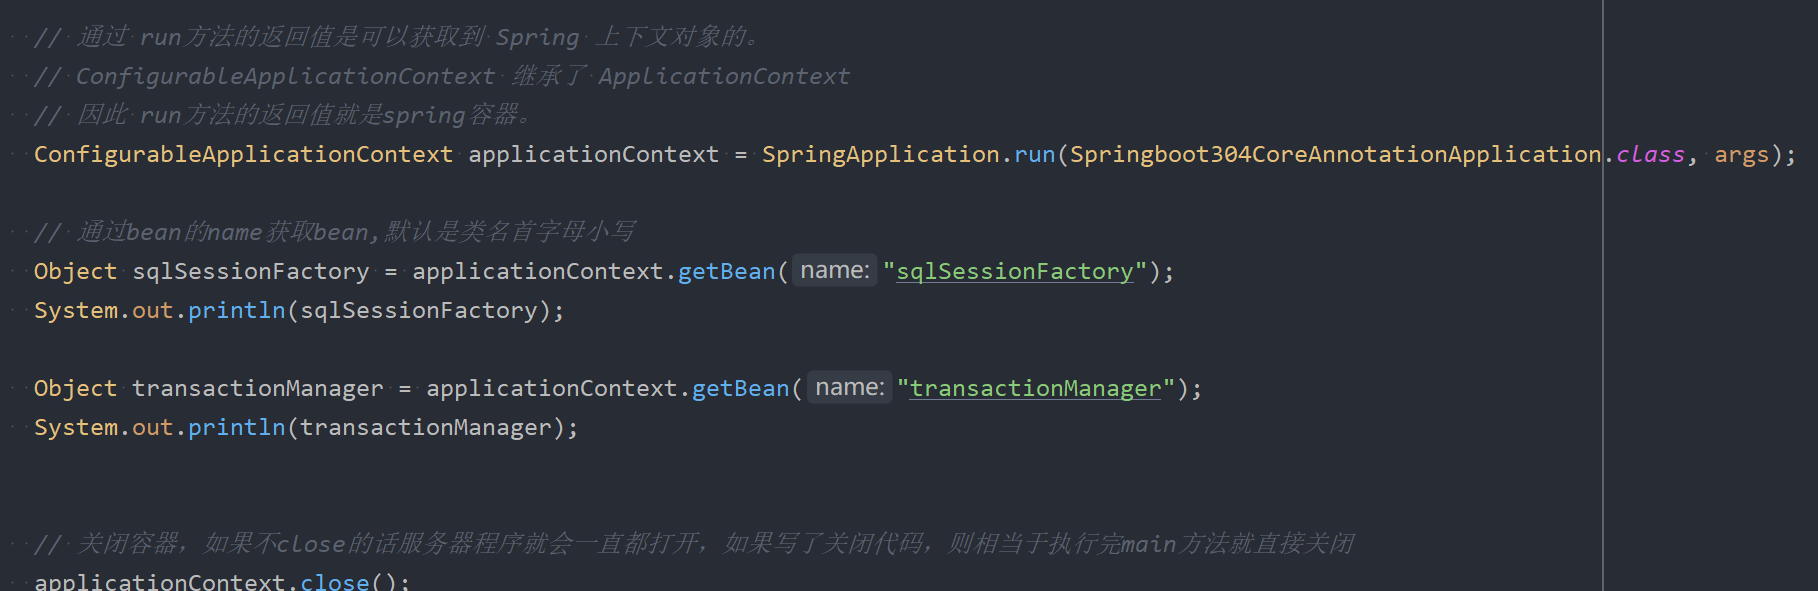 // 通过 run方法的返回值是可以获取到 Spring 上下文对象的。
// ConfigurableApplicationContext 继承了 ApplicationContext
// 因此 run方法的返回值就是spring容器。
ConfigurableApplicationContext applicationContext = SpringApplication.run(Springboot304CoreAnnotationApplication.class, args);
// 通过bean的name获取bean,默认是类名首字母小写
Object sqlSessionFactory = applicationContext.getBean( name: "sqlSessionFactory");
System.out.println(sqlSessionFactory);
Object transactionManager = applicationContext.getBean( name: "transactionManager");
System.out.println(transactionManager);
// 关闭容器，如果不close的话服务器程序就会一直都打开，如果写了关闭代码，则相当于执行完main方法就直接关闭
applicationContext.close();